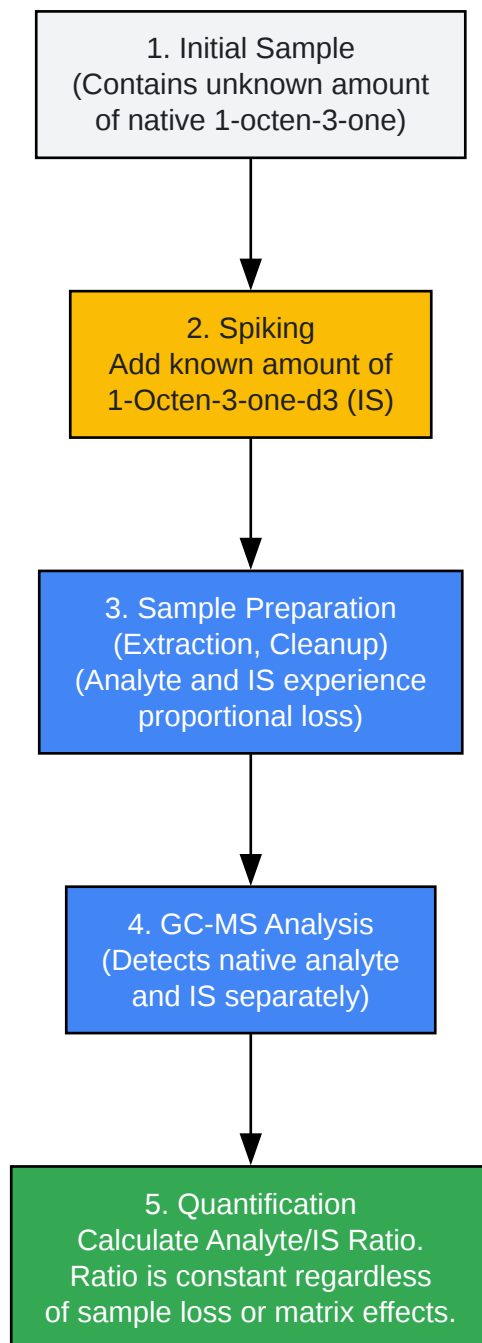 1. Initial Sample
(Contains unknown amount
of native 1-octen-3-one)
2. Spiking
Add known amount of
1-Octen-3-one-d3 (IS)
3. Sample Preparation
(Extraction, Cleanup)
(Analyte and IS experience
proportional loss)
4. GC-MS Analysis
(Detects native analyte
and IS separately)
5. Quantification
Calculate Analyte/IS Ratio.
Ratio is constant regardless
of sample loss or matrix effects.